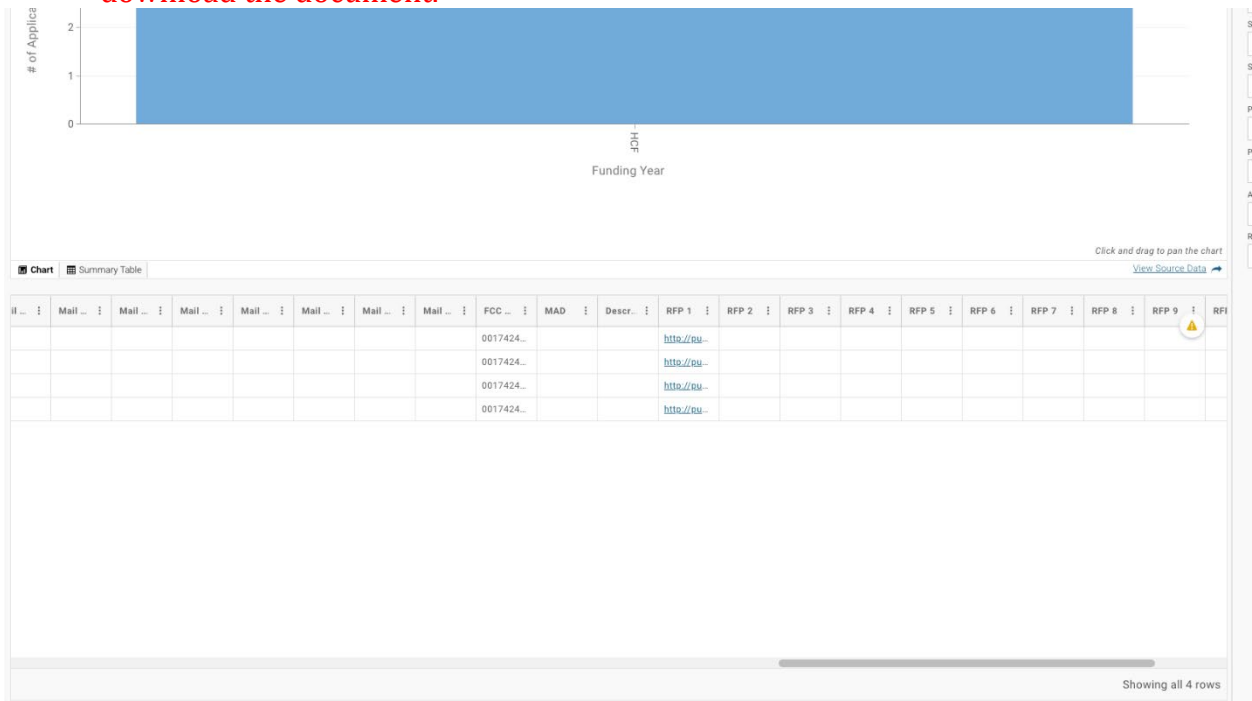 download the document.
# of Applica
2
1
0
HCF
Funding Year
Click and drag to pan the chart
Chart Summary Table View Source Data
il ... Mail ... Mail ... Mail ... Mail ... Mail ... Mail ... Mail ... FCC ... MAD Descr... RFP 1 RFP 2 RFP 3 RFP 4 RFP 5 RFP 6 RFP 7 RFP 8 RFP 9 RFI
0017424... http://pu...
0017424... http://pu...
0017424... http://pu...
0017424... http://pu...
Showing all 4 rows
S
S
P
P
A
R